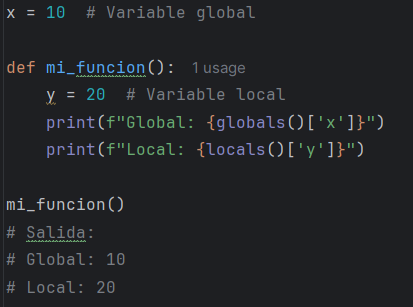 x = 10  # Variable global
def mi_funcion():  1 usage
    y = 20  # Variable local
    print(f"Global: {globals()['x']}")
    print(f"Local: {locals()['y']}")
mi_funcion()
# Salida:
# Global: 10
# Local: 20